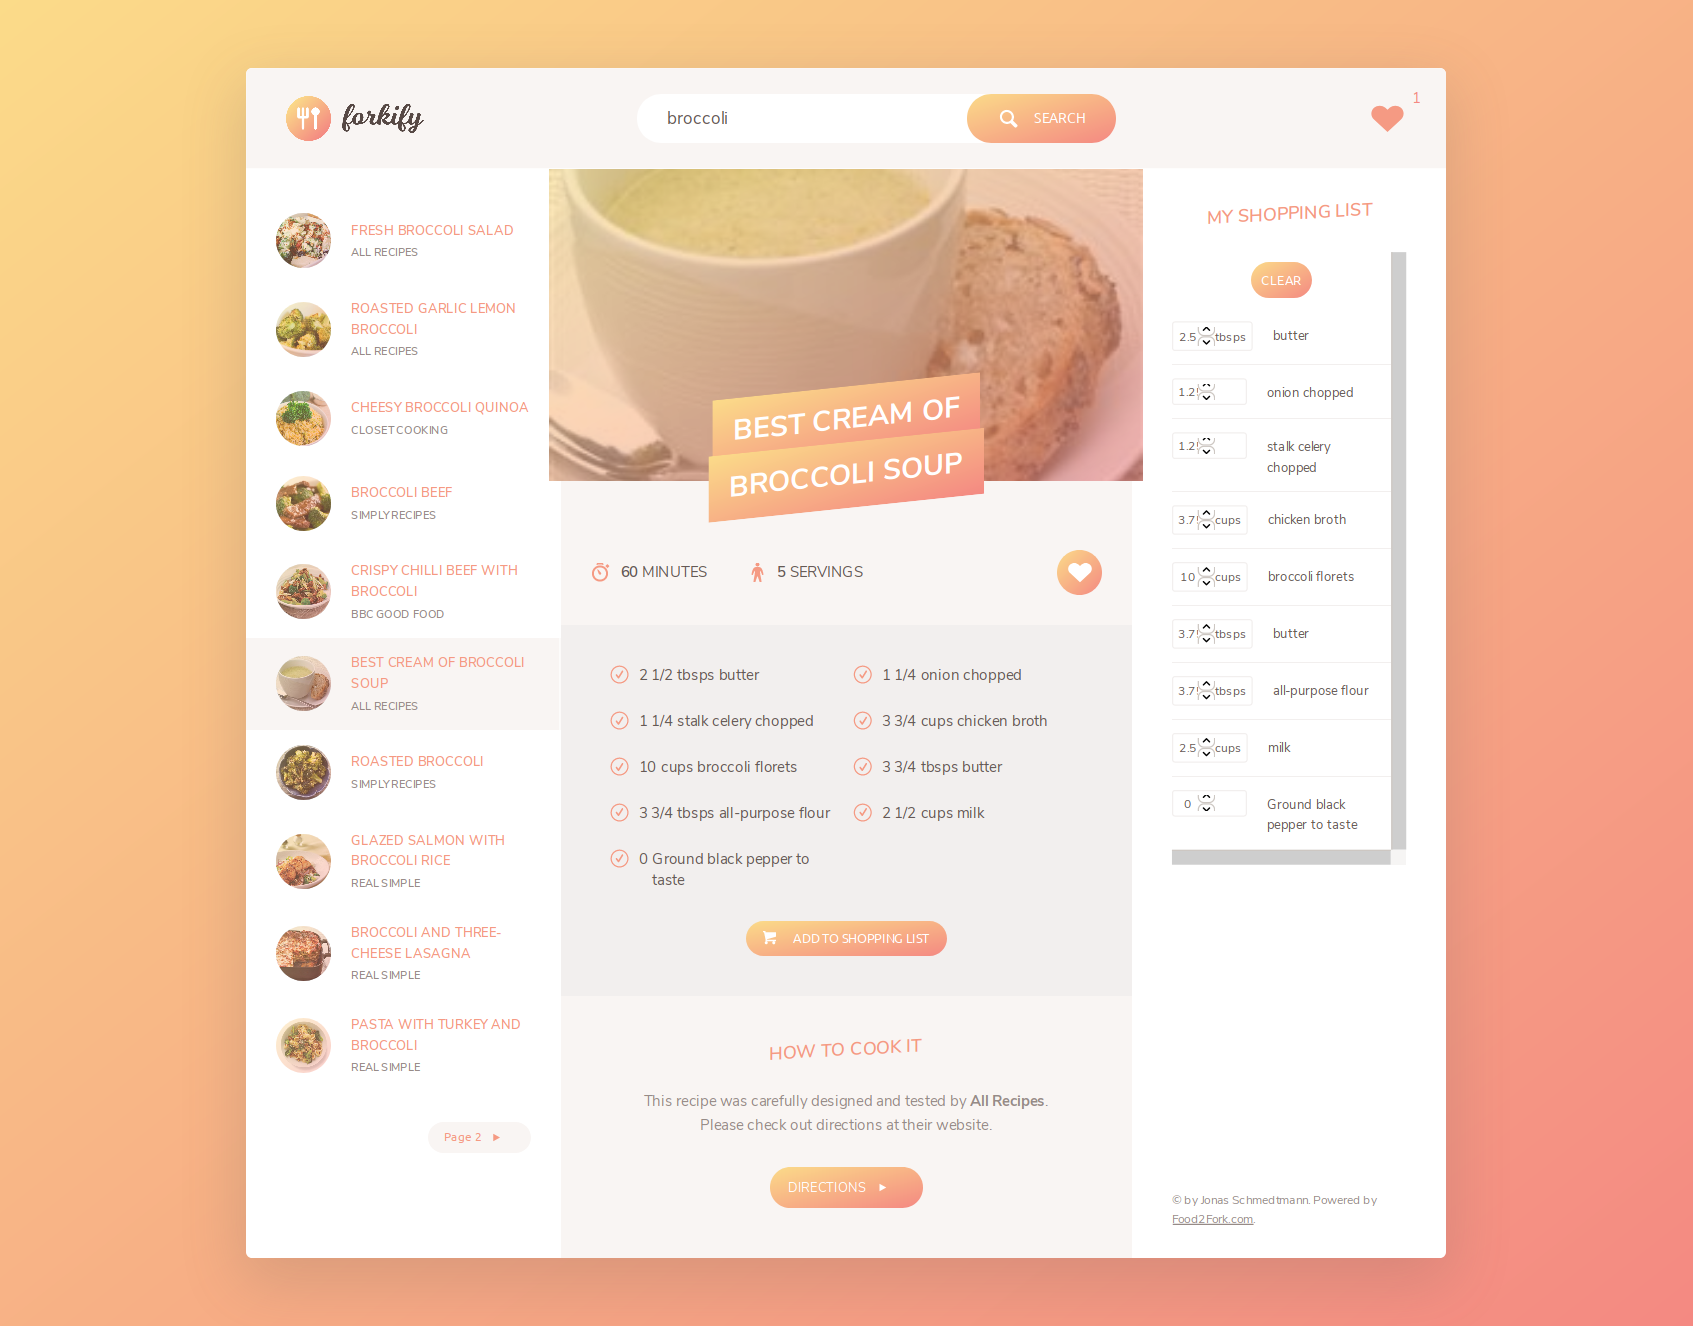 forkify
broccoli
SEARCH
1
FRESH BROCCOLI SALAD
ALL RECIPES
ROASTED GARLIC LEMON
BROCCOLI
ALL RECIPES
CHEESY BROCCOLI QUINOA
CLOSET COOKING
BROCCOLI BEEF
SIMPLY RECIPES
CRISPY CHILLI BEEF WITH
BROCCOLI
BBC GOOD FOOD
BEST CREAM OF BROCCOLI
SOUP
ALL RECIPES
ROASTED BROCCOLI
SIMPLY RECIPES
GLAZED SALMON WITH
BROCCOLI RICE
REAL SIMPLE
BROCCOLI AND THREE-
CHEESE LASAGNA
REAL SIMPLE
PASTA WITH TURKEY AND
BROCCOLI
REAL SIMPLE
Page 2
BEST CREAM OF
BROCCOLI SOUP
60 MINUTES
5 SERVINGS
2 1/2 tbsps butter
1 1/4 onion chopped
1 1/4 stalk celery chopped
3 3/4 cups chicken broth
10 cups broccoli florets
3 3/4 tbsps butter
3 3/4 tbsps all-purpose flour
2 1/2 cups milk
0 Ground black pepper to
taste
ADD TO SHOPPING LIST
HOW TO COOK IT
This recipe was carefully designed and tested by All Recipes.
Please check out directions at their website.
DIRECTIONS
MY SHOPPING LIST
CLEAR
2.5 tbsps butter
1.2 onion chopped
1.2 stalk celery
chopped
3.7 cups chicken broth
10 cups broccoli florets
3.7 tbsps butter
3.7 tbsps all-purpose flour
2.5 cups milk
0 Ground black
pepper to taste
© by Jonas Schmedtmann. Powered by
Food2Fork.com.